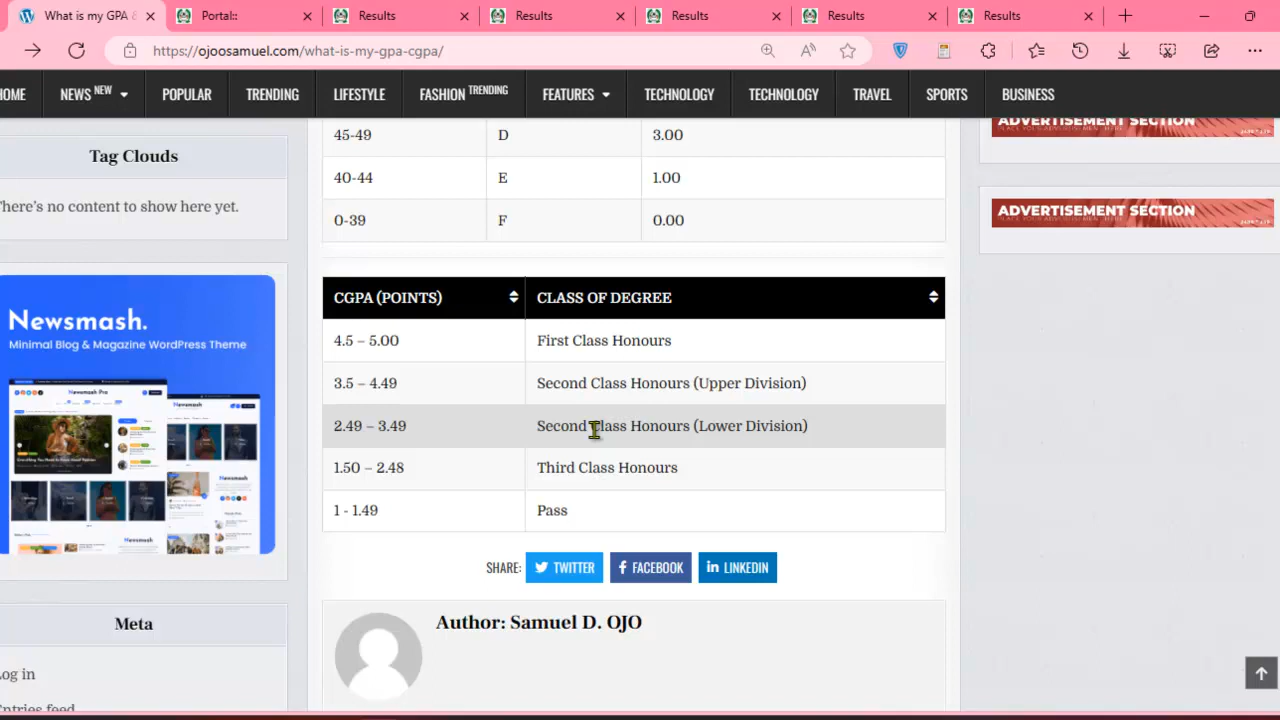 What is my GPA &
Portal::
Results
Results
Results
Results
Results
https://ojoosamuel.com/what-is-my-gpa-cgpa/
HOME
NEWS NEW
POPULAR
TRENDING
LIFESTYLE
FASHION TRENDING
FEATURES
TECHNOLOGY
TECHNOLOGY
TRAVEL
SPORTS
BUSINESS
Tag Clouds
There's no content to show here yet.
Newsmash.
Minimal Blog & Magazine WordPress Theme
Meta
Log in
Entries feed
45-49 D 3.00
40-44 E 1.00
0-39 F 0.00
CGPA (POINTS) CLASS OF DEGREE
4.5 – 5.00 First Class Honours
3.5 – 4.49 Second Class Honours (Upper Division)
2.49 – 3.49 Second Class Honours (Lower Division)
1.50 – 2.48 Third Class Honours
1 - 1.49 Pass
SHARE: TWITTER FACEBOOK LINKEDIN
Author: Samuel D. OJO
ADVERTISEMENT SECTION
ADVERTISEMENT SECTION